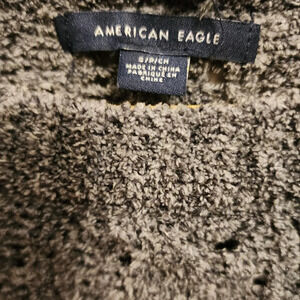 AMERICAN EAGLE
S/P/CH
MADE IN CHINA
FABRIQUÉ EN
CHINE